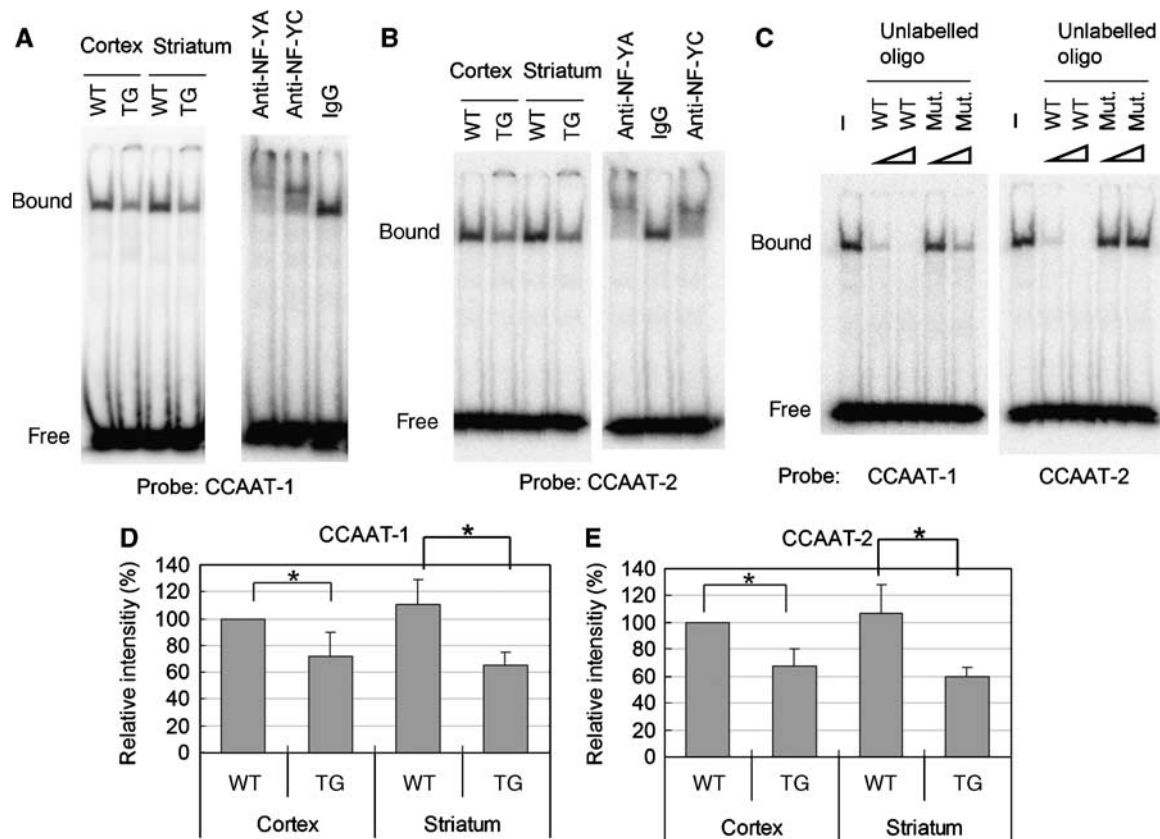 A
Cortex Striatum
WT TG WT TG
Anti-NF-YA Anti-NF-YC IgG
Bound
Free
Probe: CCAAT-1
B
Cortex Striatum
WT TG WT TG
Anti-NF-YA IgG Anti-NF-YC
Bound
Free
Probe: CCAAT-2
C
Unlabelled oligo
– WT WT Mut. Mut.
Unlabelled oligo
– WT WT Mut. Mut.
Bound
Bound
Free
Free
Probe: CCAAT-1 CCAAT-2
D
CCAAT-1
Relative intensitiy (%)
140
120
100
80
60
40
20
0
* *
WT TG WT TG
Cortex Striatum
E
CCAAT-2
Relative intensitiy (%)
140
120
100
80
60
40
20
0
* *
WT TG WT TG
Cortex Striatum